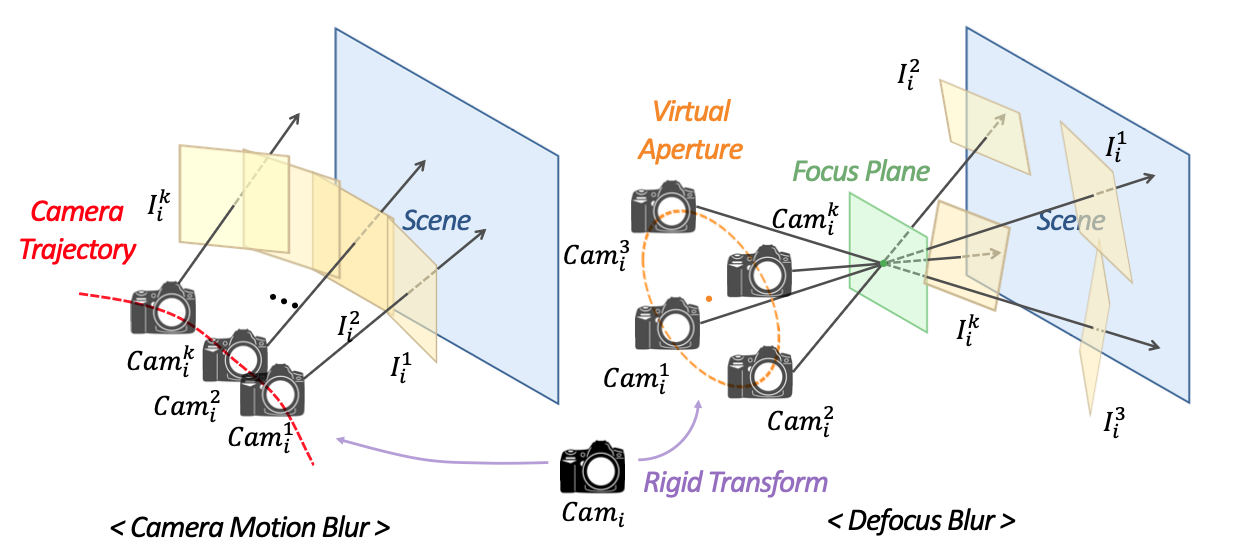 Camera
Trajectory
$I_i^k$
Scene
$I_i^2$
$I_i^1$
$Cam_i^k$
$Cam_i^2$
$Cam_i^1$
...
< Camera Motion Blur >
Virtual
Aperture
Focus Plane
$Cam_i^k$
$Cam_i^3$
$Cam_i^1$
$Cam_i^2$
$I_i^2$
$I_i^1$
Scene
$I_i^k$
$I_i^3$
Rigid Transform
$Cam_i$
< Defocus Blur >